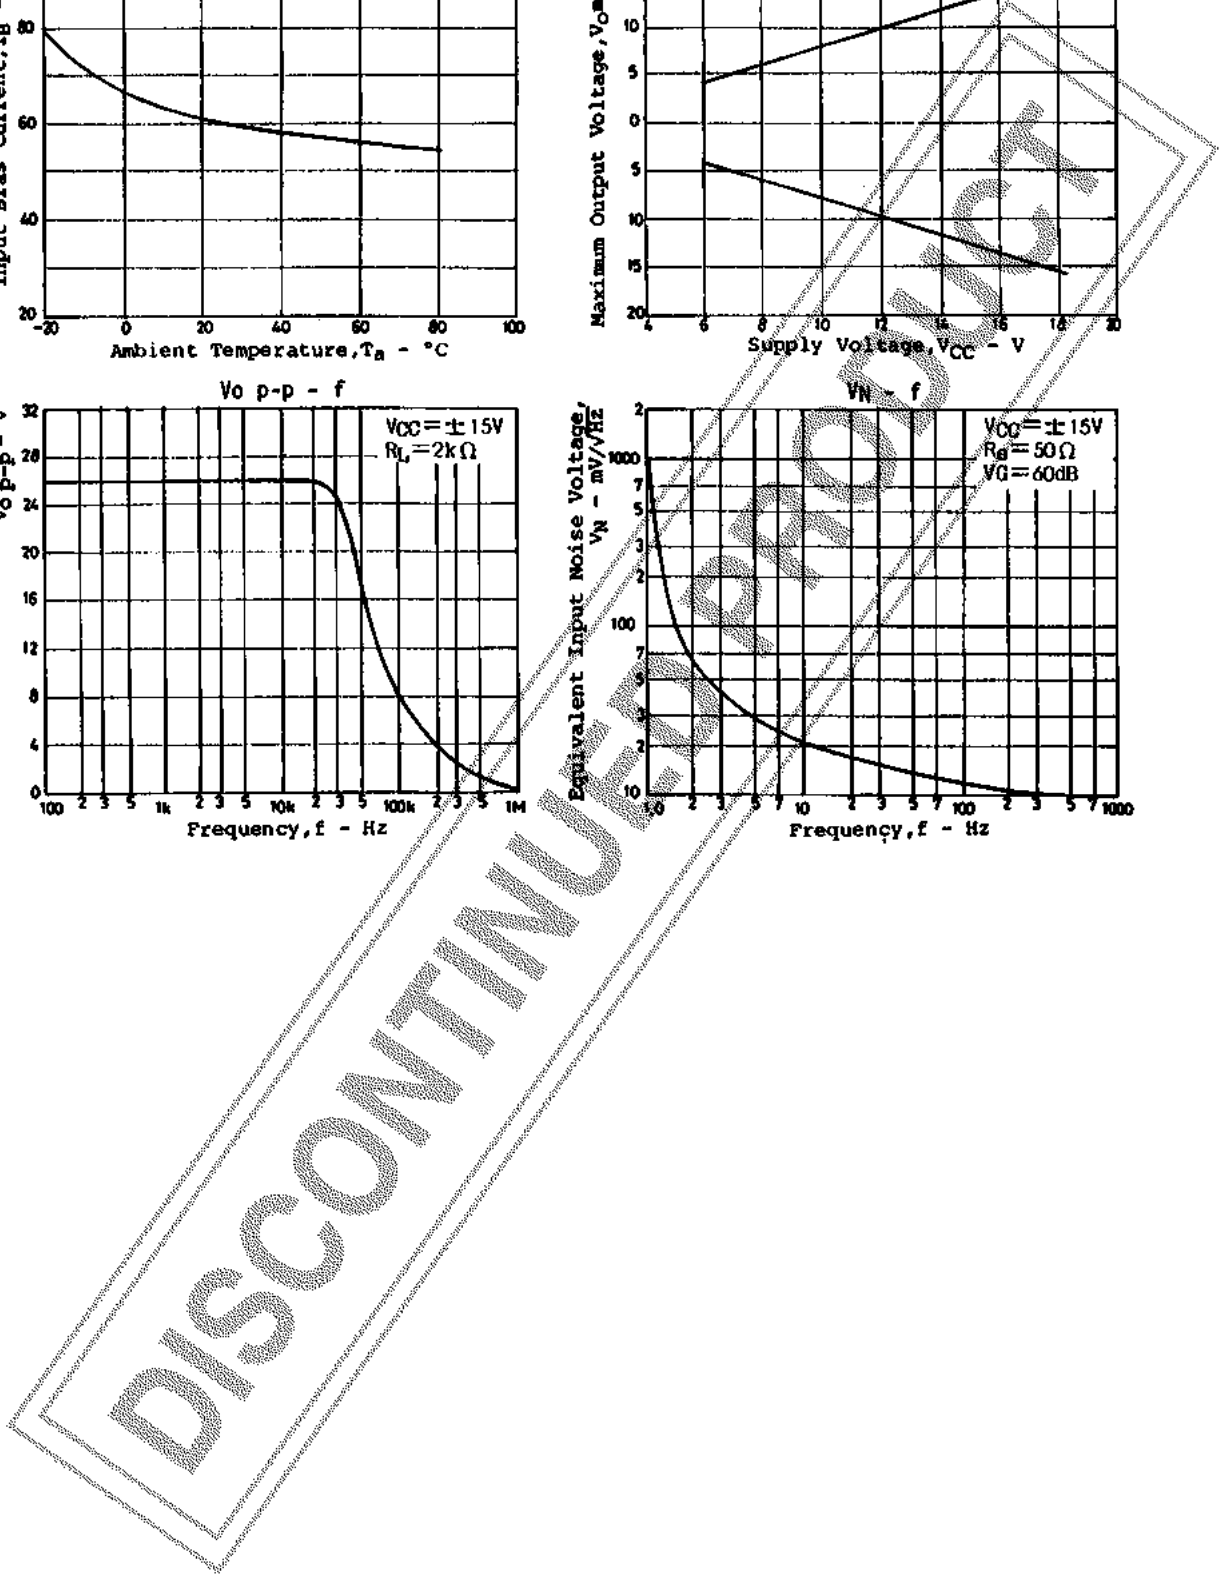 Input Bias Current, IB -
80
60
40
20
-20 0 20 40 60 80 100
Ambient Temperature,Ta - °C
Maximum Output Voltage,Vom
10
5
0
5
10
15
20
4 6 8 10 12 14 16 18 20
Supply Voltage,VCC - V
Vo p-p - f
Vo p-p - V
VCC=±15V
RL=2kΩ
32
28
24
20
16
12
8
4
0
100 2 3 5 1k 2 3 5 10k 2 3 5 100k 2 3 5 1M
Frequency,f - Hz
VN - f
Equivalent Input Noise Voltage,
VN - mV/√Hz
VCC=±15V
Rg=50Ω
VG=60dB
2
1000
7
5
3
2
100
7
5
3
2
10
1.0 2 3 5 7 10 2 3 5 7 100 2 3 5 7 1000
Frequency,f - Hz
DISCONTINUED PRODUCT